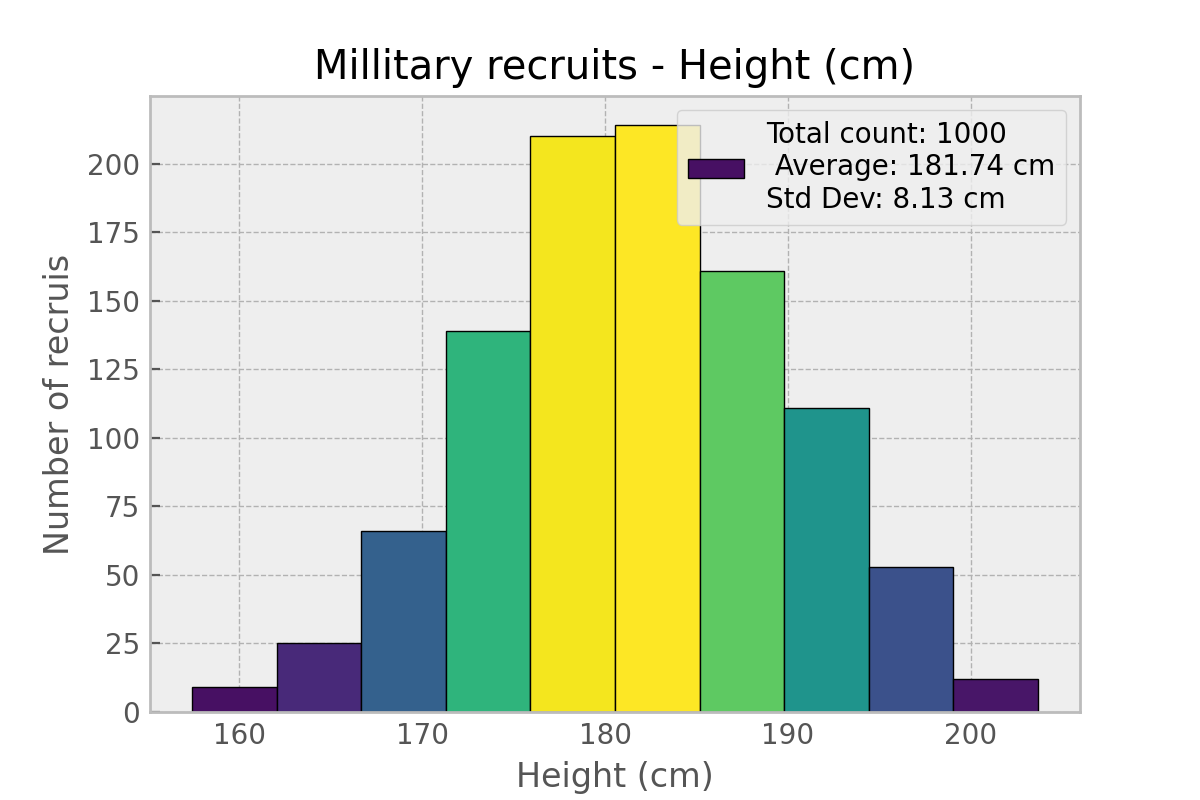 Millitary recruits - Height (cm)
Total count: 1000
Average: 181.74 cm
Std Dev: 8.13 cm
Number of recruis
200
175
150
125
100
75
50
25
0
160 170 180 190 200
Height (cm)